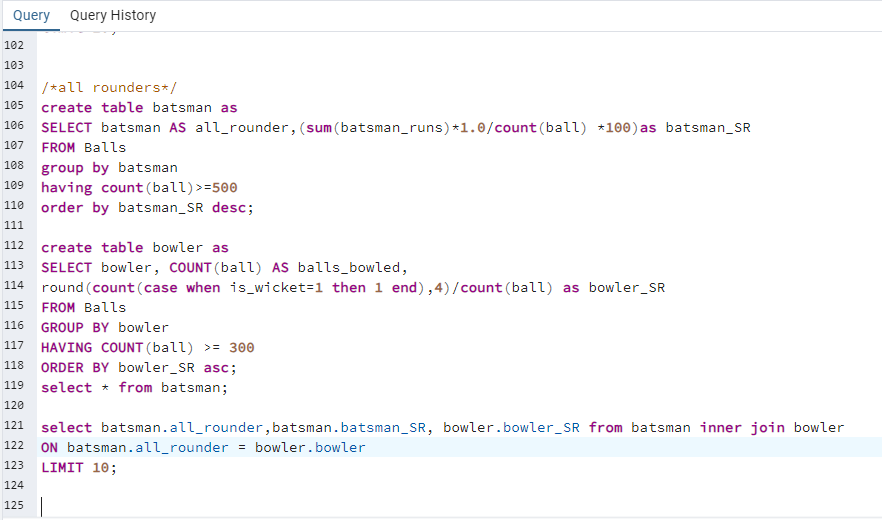 Query Query History
102
103
104 /*all rounders*/
105 create table batsman as
106 SELECT batsman AS all_rounder,(sum(batsman_runs)*1.0/count(ball) *100)as batsman_SR
107 FROM Balls
108 group by batsman
109 having count(ball)>=500
110 order by batsman_SR desc;
111
112 create table bowler as
113 SELECT bowler, COUNT(ball) AS balls_bowled,
114 round(count(case when is_wicket=1 then 1 end),4)/count(ball) as bowler_SR
115 FROM Balls
116 GROUP BY bowler
117 HAVING COUNT(ball) >= 300
118 ORDER BY bowler_SR asc;
119 select * from batsman;
120
121 select batsman.all_rounder,batsman.batsman_SR, bowler.bowler_SR from batsman inner join bowler
122 ON batsman.all_rounder = bowler.bowler
123 LIMIT 10;
124
125